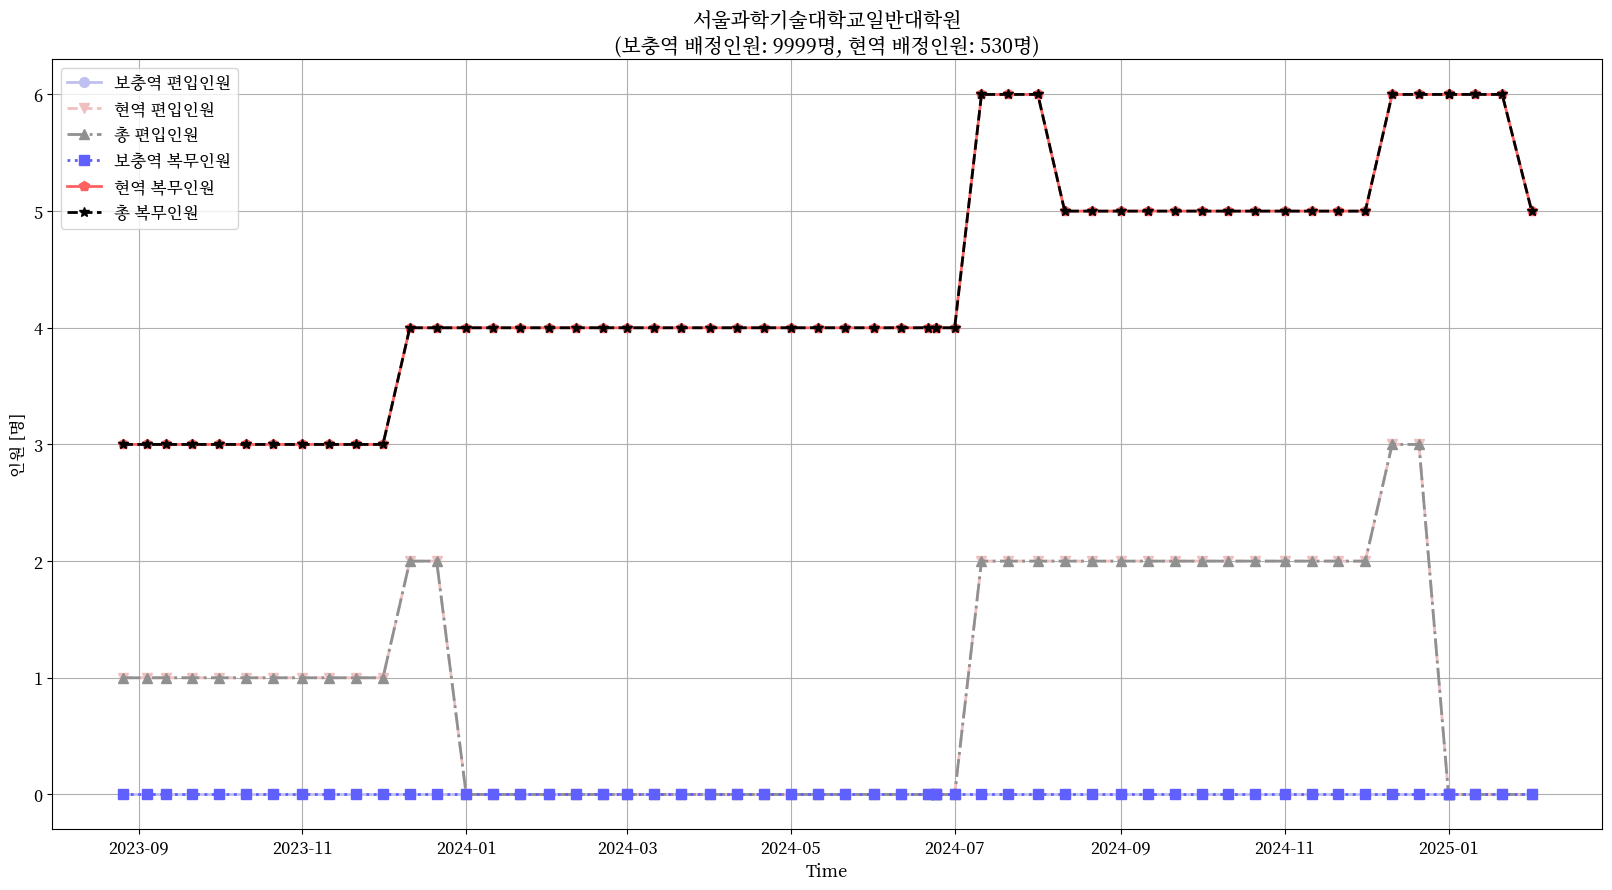 서울과학기술대학교일반대학원
(보충역 배정인원: 9999명, 현역 배정인원: 530명)
보충역 편입인원
현역 편입인원
총 편입인원
보충역 복무인원
현역 복무인원
총 복무인원
인원 [명]
6
5
4
3
2
1
0
2023-09
2023-11
2024-01
2024-03
2024-05
2024-07
2024-09
2024-11
2025-01
Time